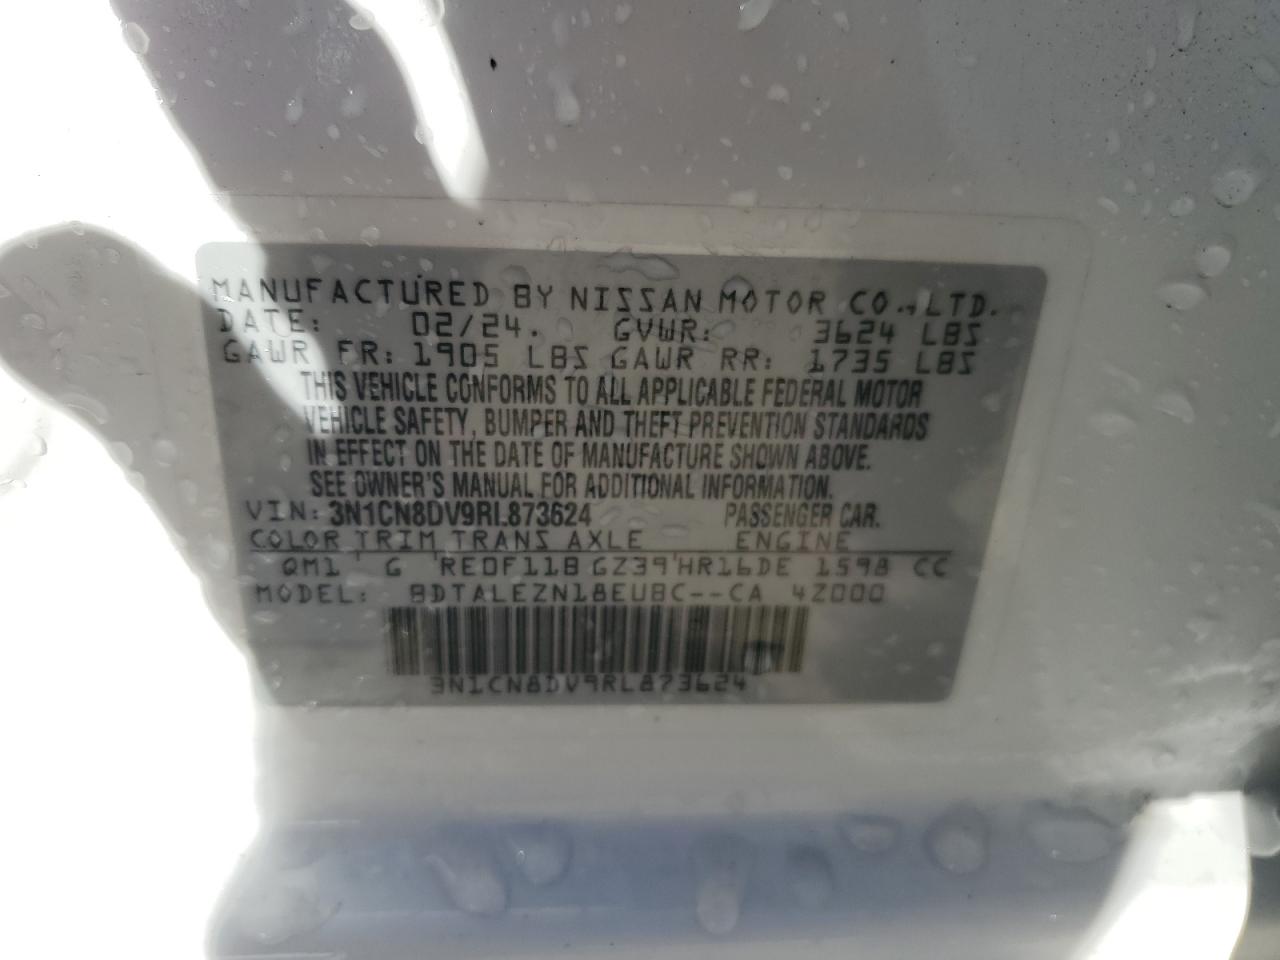 MANUFACTURED BY NISSAN MOTOR CO.,LTD.
DATE: 02/24. GVWR: 3624 LBS
GAWR FR: 1905 LBS GAWR RR: 1735 LBS
THIS VEHICLE CONFORMS TO ALL APPLICABLE FEDERAL MOTOR
VEHICLE SAFETY, BUMPER AND THEFT PREVENTION STANDARDS
IN EFFECT ON THE DATE OF MANUFACTURE SHOWN ABOVE.
SEE OWNER'S MANUAL FOR ADDITIONAL INFORMATION.
VIN: 3N1CN8DV9RL873624 PASSENGER CAR.
COLOR TRIM TRANS AXLE ENGINE
QM1 G RE0F11B GZ39 HR16DE 1598 CC
MODEL: BDTALEZN18EUBC--CA 4Z000
3N1CN8DV9RL873624